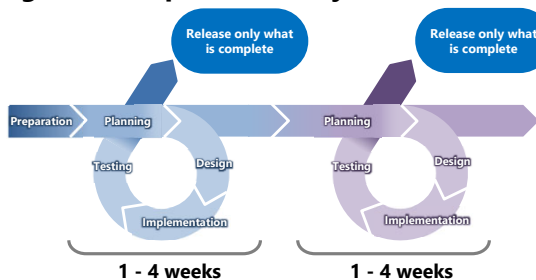 Release only what
is complete
Release only what
is complete
Preparation
Planning
Planning
Testing
Design
Testing
Design
Implementation
Implementation
1 - 4 weeks
1 - 4 weeks